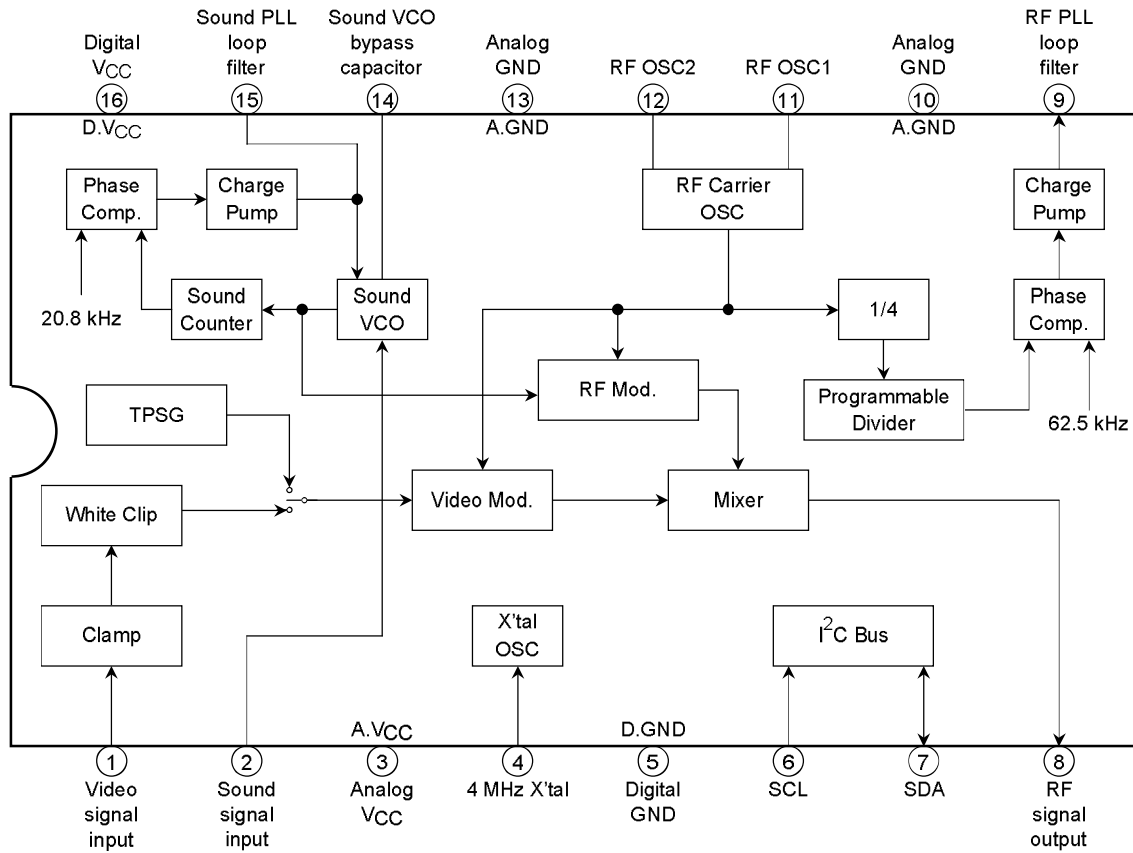 Digital
VCC
Sound PLL
loop
filter
Sound VCO
bypass
capacitor
Analog
GND
RF OSC2
RF OSC1
Analog
GND
RF PLL
loop
filter
16
15
14
13
12
11
10
9
D.VCC
A.GND
A.GND
Phase
Comp.
Charge
Pump
RF Carrier
OSC
Charge
Pump
20.8 kHz
Sound
Counter
Sound
VCO
1/4
Phase
Comp.
TPSG
RF Mod.
Programmable
Divider
62.5 kHz
White Clip
Video Mod.
Mixer
Clamp
X'tal
OSC
I2C Bus
A.VCC
D.GND
1
2
3
4
5
6
7
8
Video
signal
input
Sound
signal
input
Analog
VCC
4 MHz X'tal
Digital
GND
SCL
SDA
RF
signal
output